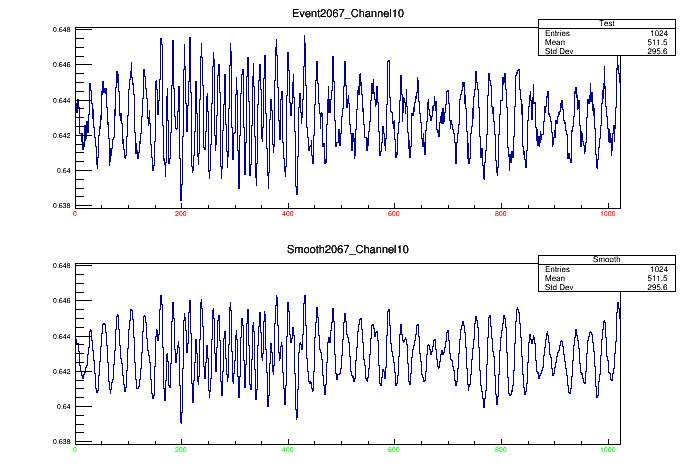 Event2067_Channel10
Test
Entries 1024
Mean 511.5
Std Dev 295.6
0.648
0.646
0.644
0.642
0.64
0.638
0 200 400 600 800 1000
Smooth2067_Channel10
Smooth
Entries 1024
Mean 511.5
Std Dev 295.6
0.648
0.646
0.644
0.642
0.64
0.638
0 200 400 600 800 1000